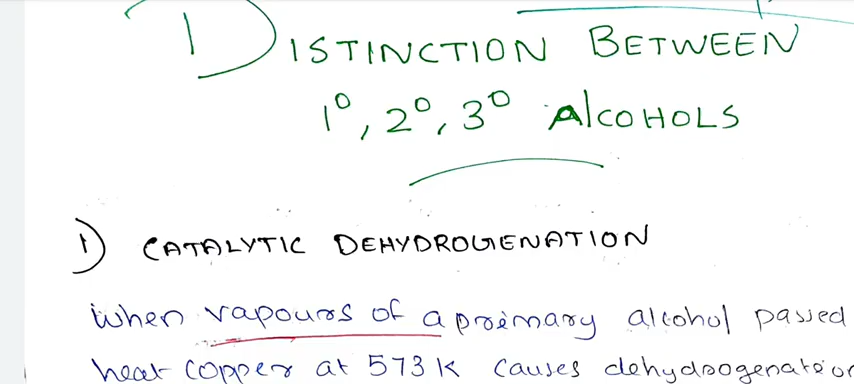 DISTINCTION BETWEEN
1°, 2°, 3° AlcOHOLS
1) CATALYTIC DEHYDROGENATION
when vapours of a primary alcohol passed
heat copper at 573K causes dehydrogenation